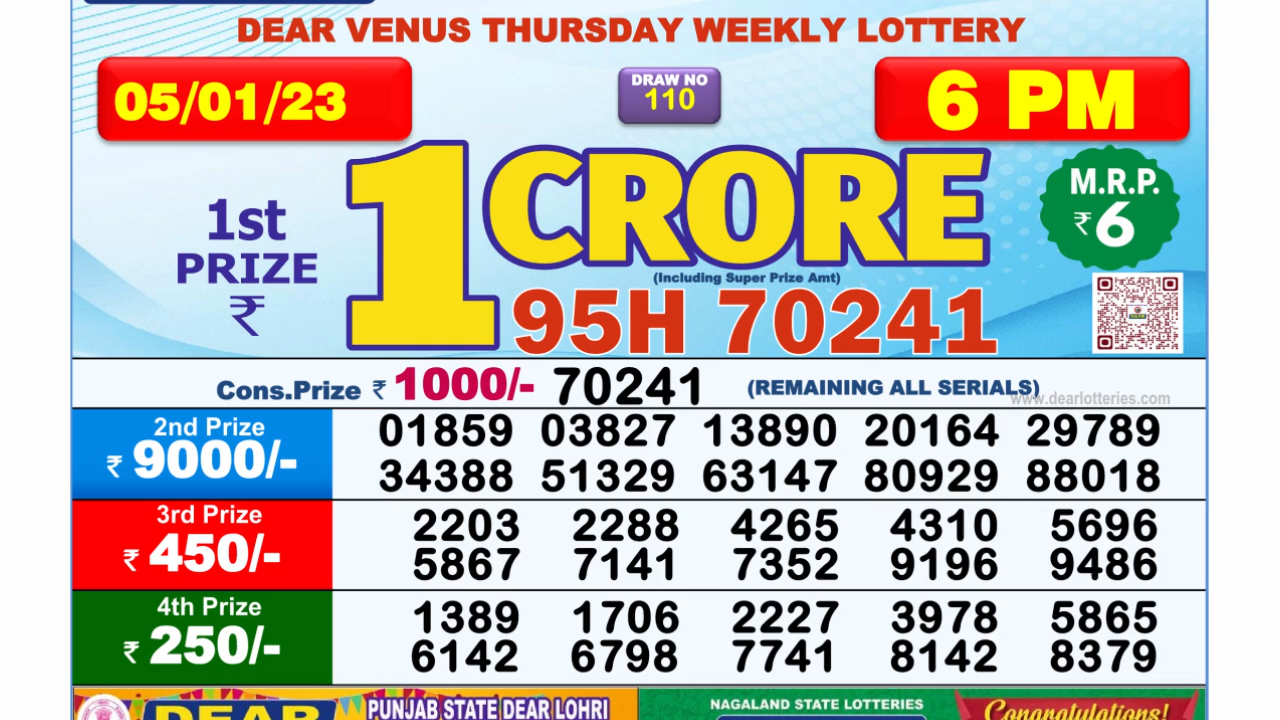 DEAR VENUS THURSDAY WEEKLY LOTTERY
05/01/23
DRAW NO
110
6 PM
1st
PRIZE
₹
1 CRORE
(Including Super Prize Amt)
95H 70241
M.R.P.
₹6
Cons.Prize ₹ 1000/- 70241 (REMAINING ALL SERIALS)
www.dearlotteries.com
2nd Prize
₹ 9000/-
01859 03827 13890 20164 29789
34388 51329 63147 80929 88018
3rd Prize
₹ 450/-
2203 2288 4265 4310 5696
5867 7141 7352 9196 9486
4th Prize
₹ 250/-
1389 1706 2227 3978 5865
6142 6798 7741 8142 8379
DEAR
PUNJAB STATE DEAR LOHRI
NAGALAND STATE LOTTERIES
Congratulations!